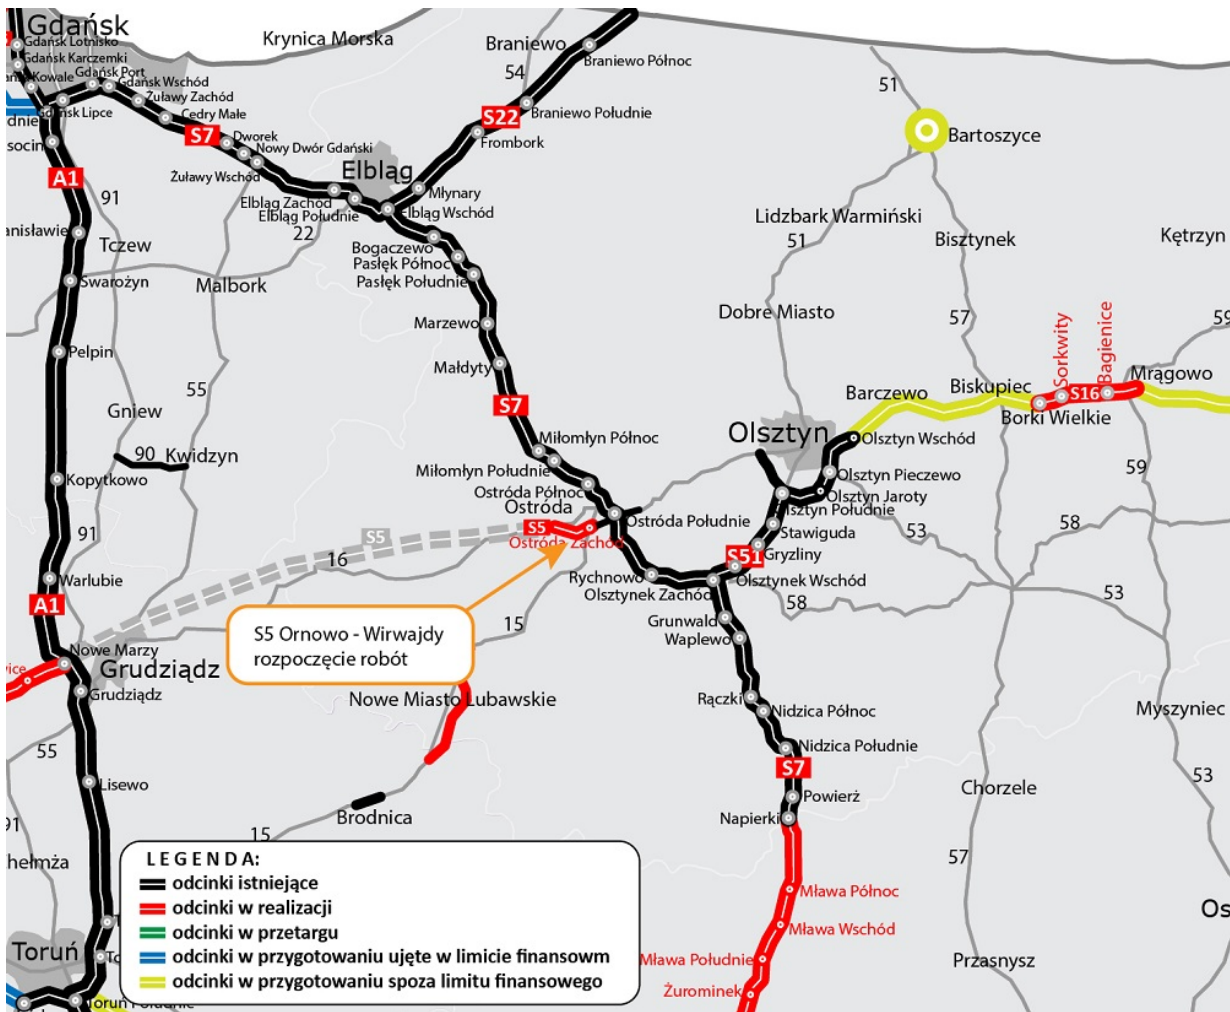 Gdańsk
Gdańsk Lotnisko
Gdańsk Karczemki
Kowale
Gdańsk Port
Gdańsk Wschód
Gdańsk Lipce
Żuławy Zachód
Cedry Małe
Krynica Morska
Braniewo
Braniewo Północ
54
Braniewo Południe
S22
Frombork
51
Bartoszyce
S7
Dworek
Nowy Dwór Gdański
Żuławy Wschód
Elbląg
Młynary
Elbląg Zachód
Elbląg Południe
Elbląg Wschód
A1
91
22
Tczew
Swarożyn
Malbork
Bogaczewo
Pasłęk Północ
Pasłęk Południe
Lidzbark Warmiński
51
Bisztynek
Kętrzyn
Marzewo
Dobre Miasto
57
59
Pelpin
Małdyty
55
Sorkwity
Bagienice
Mrągowo
Gniew
S7
Barczewo
Biskupiec
S16
Borki Wielkie
90
Kwidzyn
Miłomłyn Północ
Olsztyn
Olsztyn Wschód
Kopytkowo
Miłomłyn Południe
Olsztyn Pieczewo
59
Ostróda Północ
Olsztyn Jaroty
Ostróda
Olsztyn Południe
91
S5
S5
Ostróda Południe
Stawiguda
53
58
Ostróda Zachód
16
S51
Gryźliny
Warlubie
Rychnowo
Olsztynek Wschód
Olsztynek Zachód
58
53
A1
15
Grunwald
Waplewo
S5 Ornowo - Wirwajdy
rozpoczęcie robót
Nowe Marzy
Grudziądz
Grudziądz
Nowe Miasto Lubawskie
Rączki
Nidzica Północ
Myszyniec
55
Nidzica Południe
S7
53
Lisewo
Powierż
Chorzele
Brodnica
Napierki
15
57
LEGENDA:
odcinki istniejące
odcinki w realizacji
odcinki w przetargu
odcinki w przygotowaniu ujęte w limicie finansowm
odcinki w przygotowaniu spoza limitu finansowego
Mława Północ
Mława Wschód
Mława Południe
Żurominek
Przasnysz
Toruń
Toruń Południe